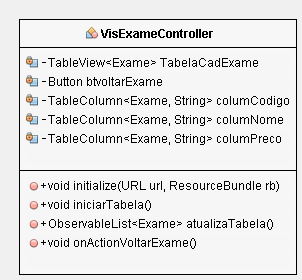 VisExameController
-TableView<Exame> TabelaCadExame
-Button btvoltarExame
-TableColumn<Exame, String> columCodigo
-TableColumn<Exame, String> columNome
-TableColumn<Exame, String> columPreco
+void initialize(URL url, ResourceBundle rb)
+void iniciarTabela()
+ObservableList<Exame> atualizaTabela()
+void onActionVoltarExame()